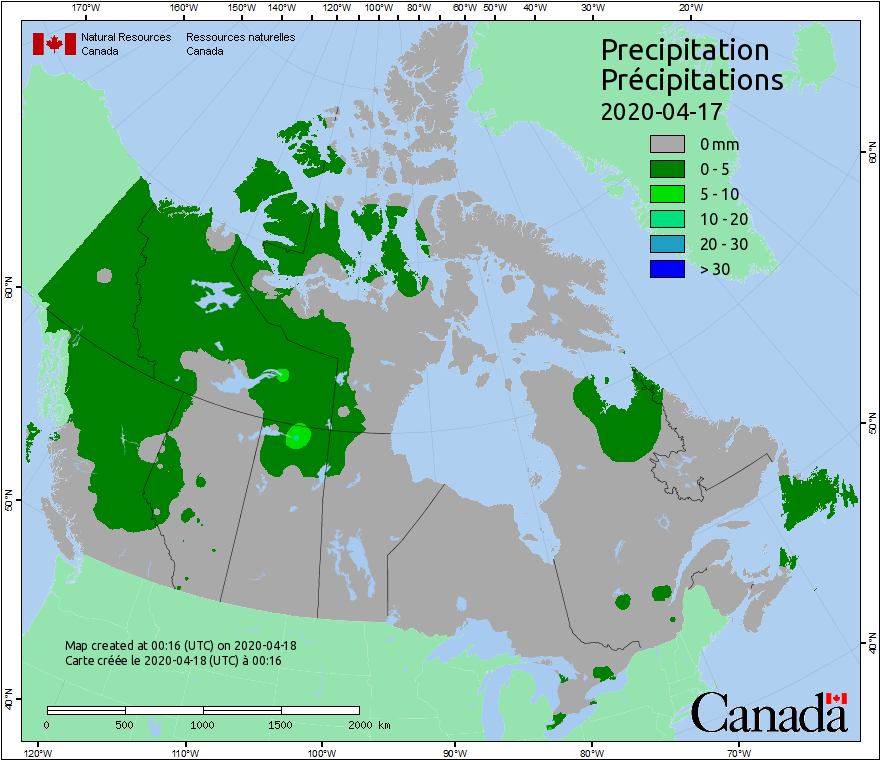 170°W 160°W 150°W 140°W 130°W 120°W 110°W 100°W 90°W 80°W 70°W 60°W 50°W 40°W 30°W 20°W
Natural Resources Ressources naturelles
Canada Canada
Precipitation
Précipitations
2020-04-17
0 mm
0 - 5
5 - 10
10 - 20
20 - 30
> 30
60°N
60°N
50°N
50°N
40°N
40°N
Map created at 00:16 (UTC) on 2020-04-18
Carte créée le 2020-04-18 (UTC) à 00:16
0 500 1000 1500 2000 km
Canada
120°W 110°W 100°W 90°W 80°W 70°W